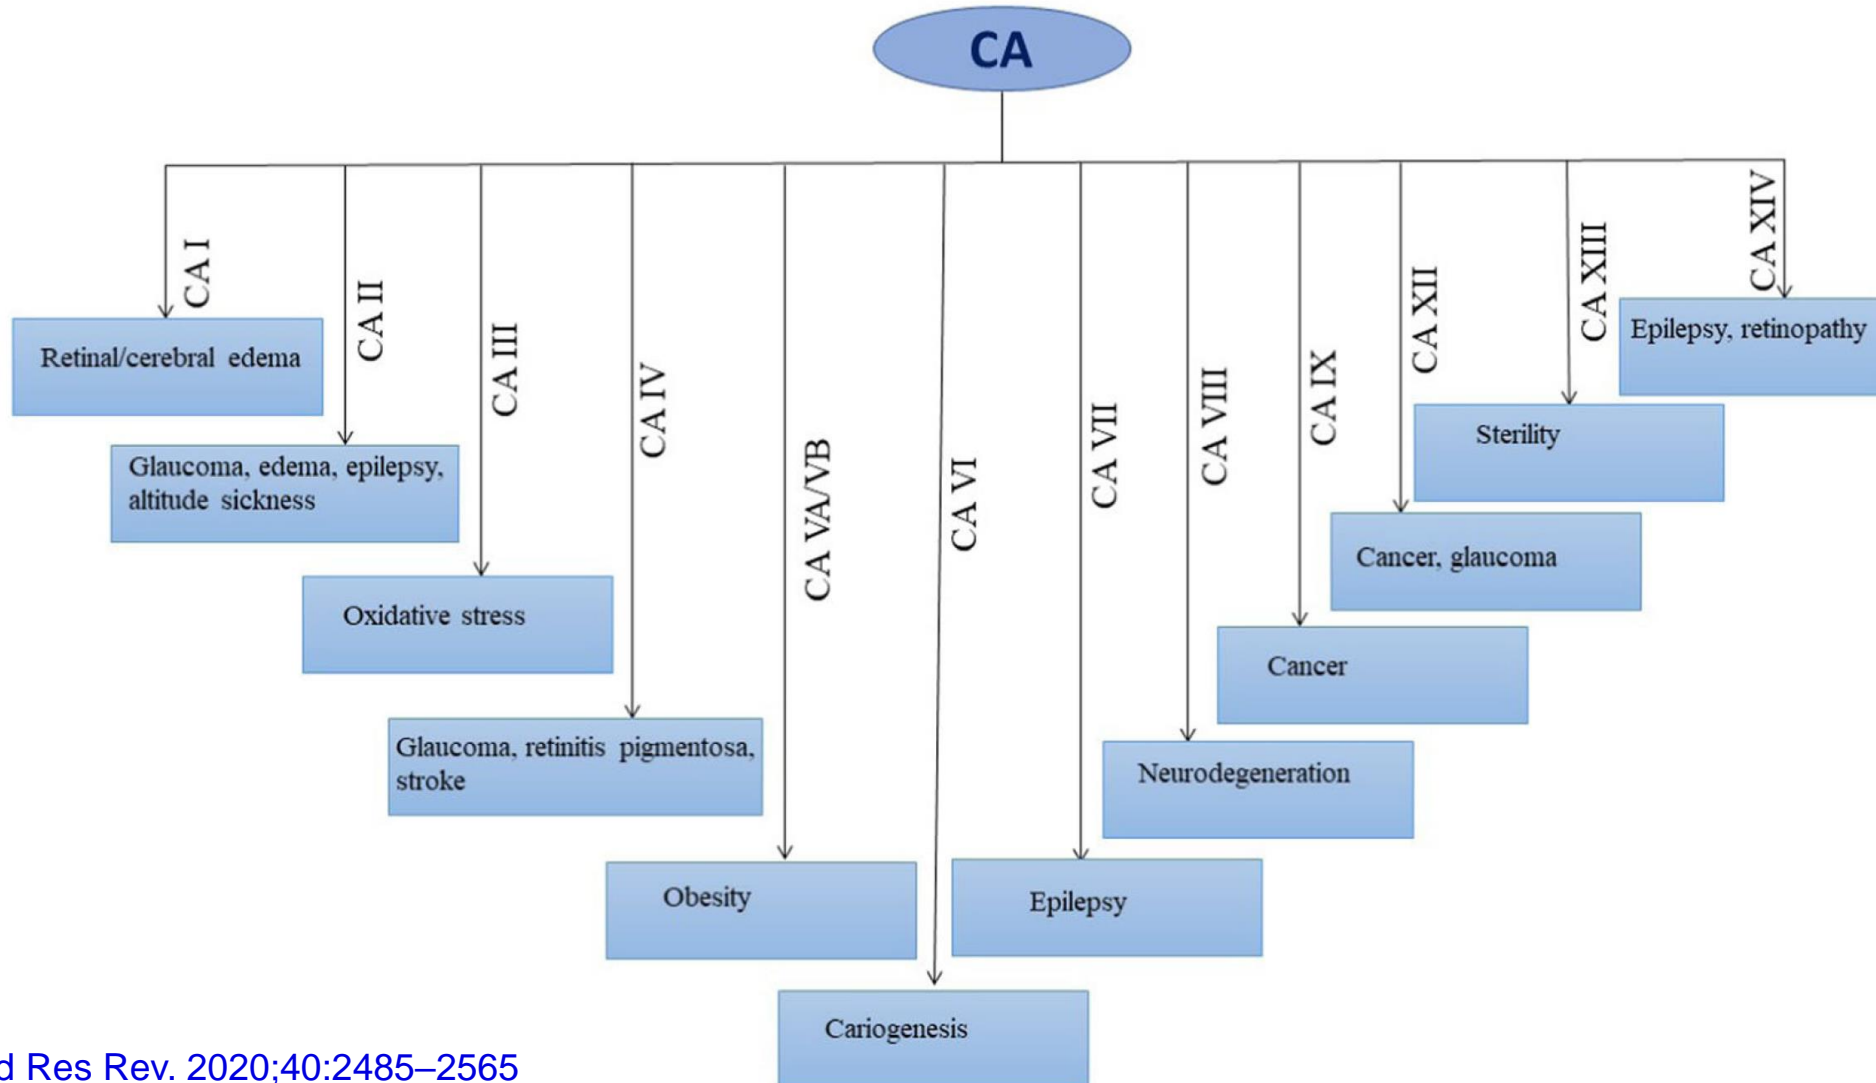 CA
CA I
CA II
CA III
CA IV
CA VA/VB
CA VI
CA VII
CA VIII
CA IX
CA XII
CA XIII
CA XIV
Retinal/cerebral edema
Glaucoma, edema, epilepsy,
altitude sickness
Oxidative stress
Glaucoma, retinitis pigmentosa,
stroke
Obesity
Cariogenesis
Epilepsy
Neurodegeneration
Cancer
Cancer, glaucoma
Sterility
Epilepsy, retinopathy
d Res Rev. 2020;40:2485–2565